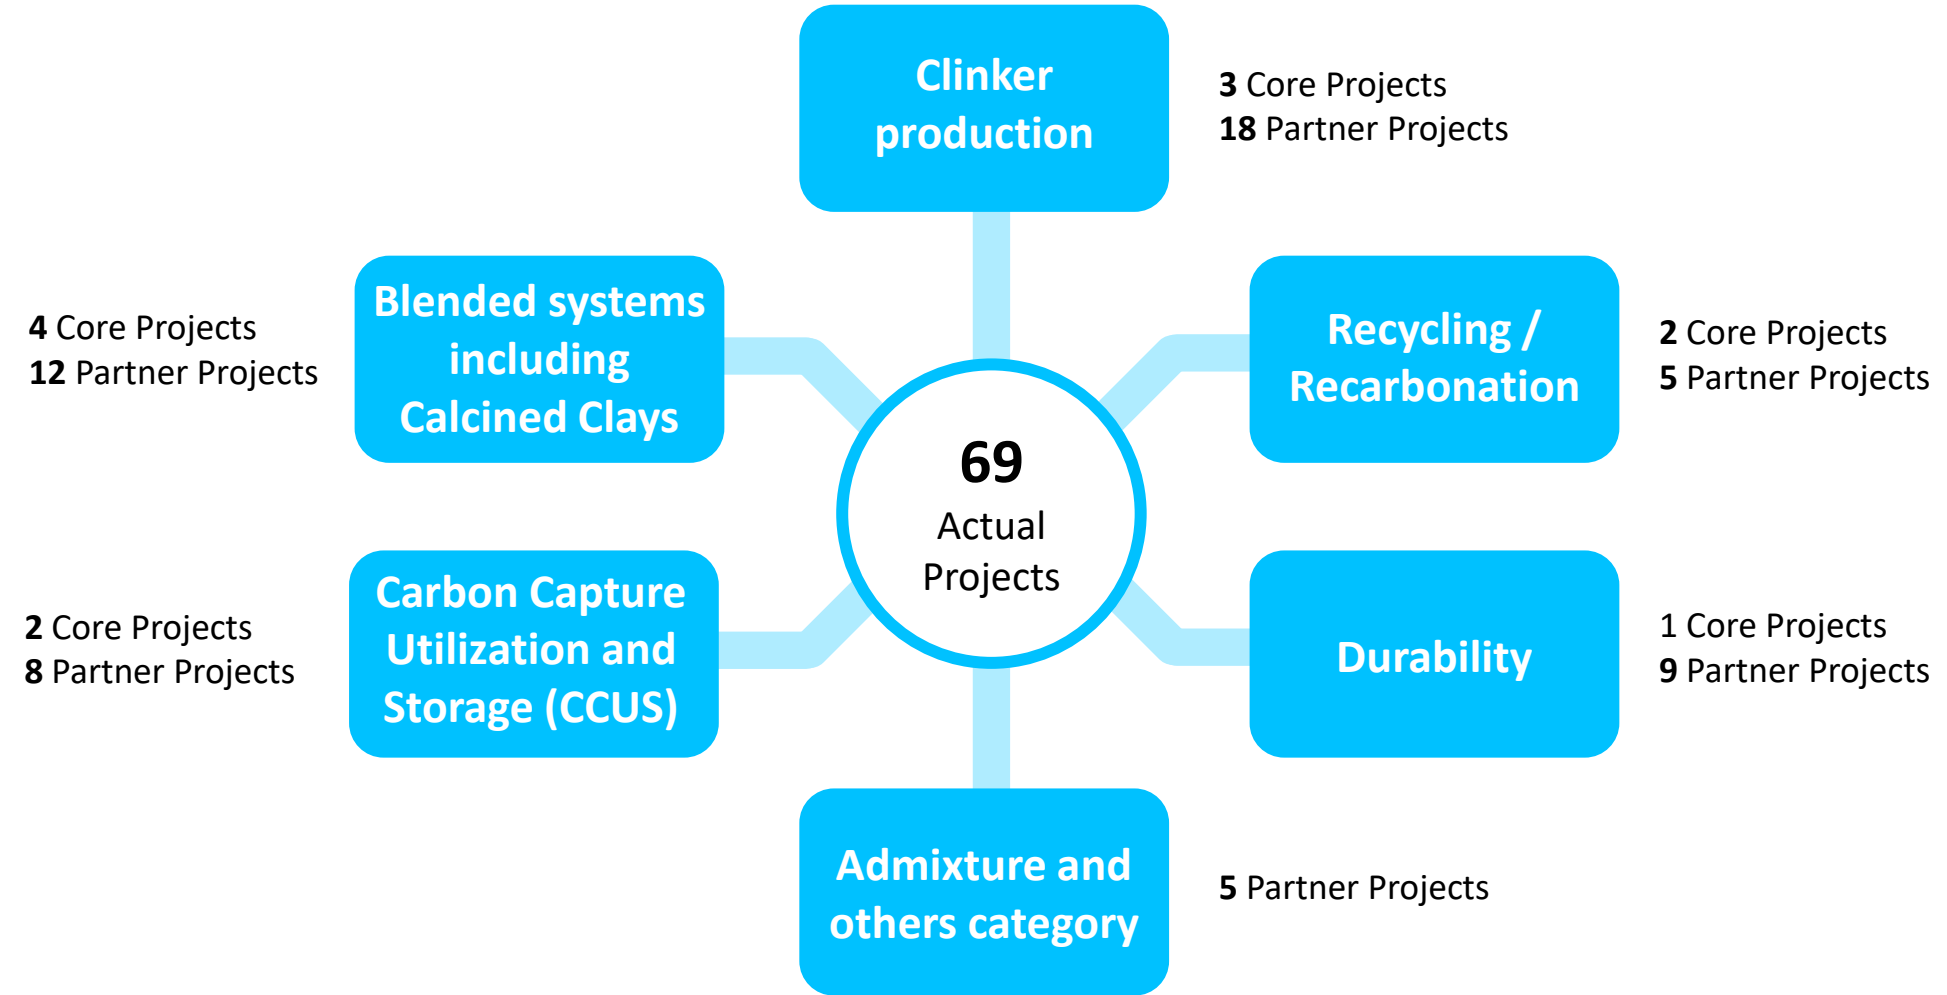 Clinker
production
3 Core Projects
18 Partner Projects
Blended systems
including
Calcined Clays
4 Core Projects
12 Partner Projects
Recycling /
Recarbonation
2 Core Projects
5 Partner Projects
69
Actual
Projects
Carbon Capture
Utilization and
Storage (CCUS)
2 Core Projects
8 Partner Projects
Durability
1 Core Projects
9 Partner Projects
Admixture and
others category
5 Partner Projects